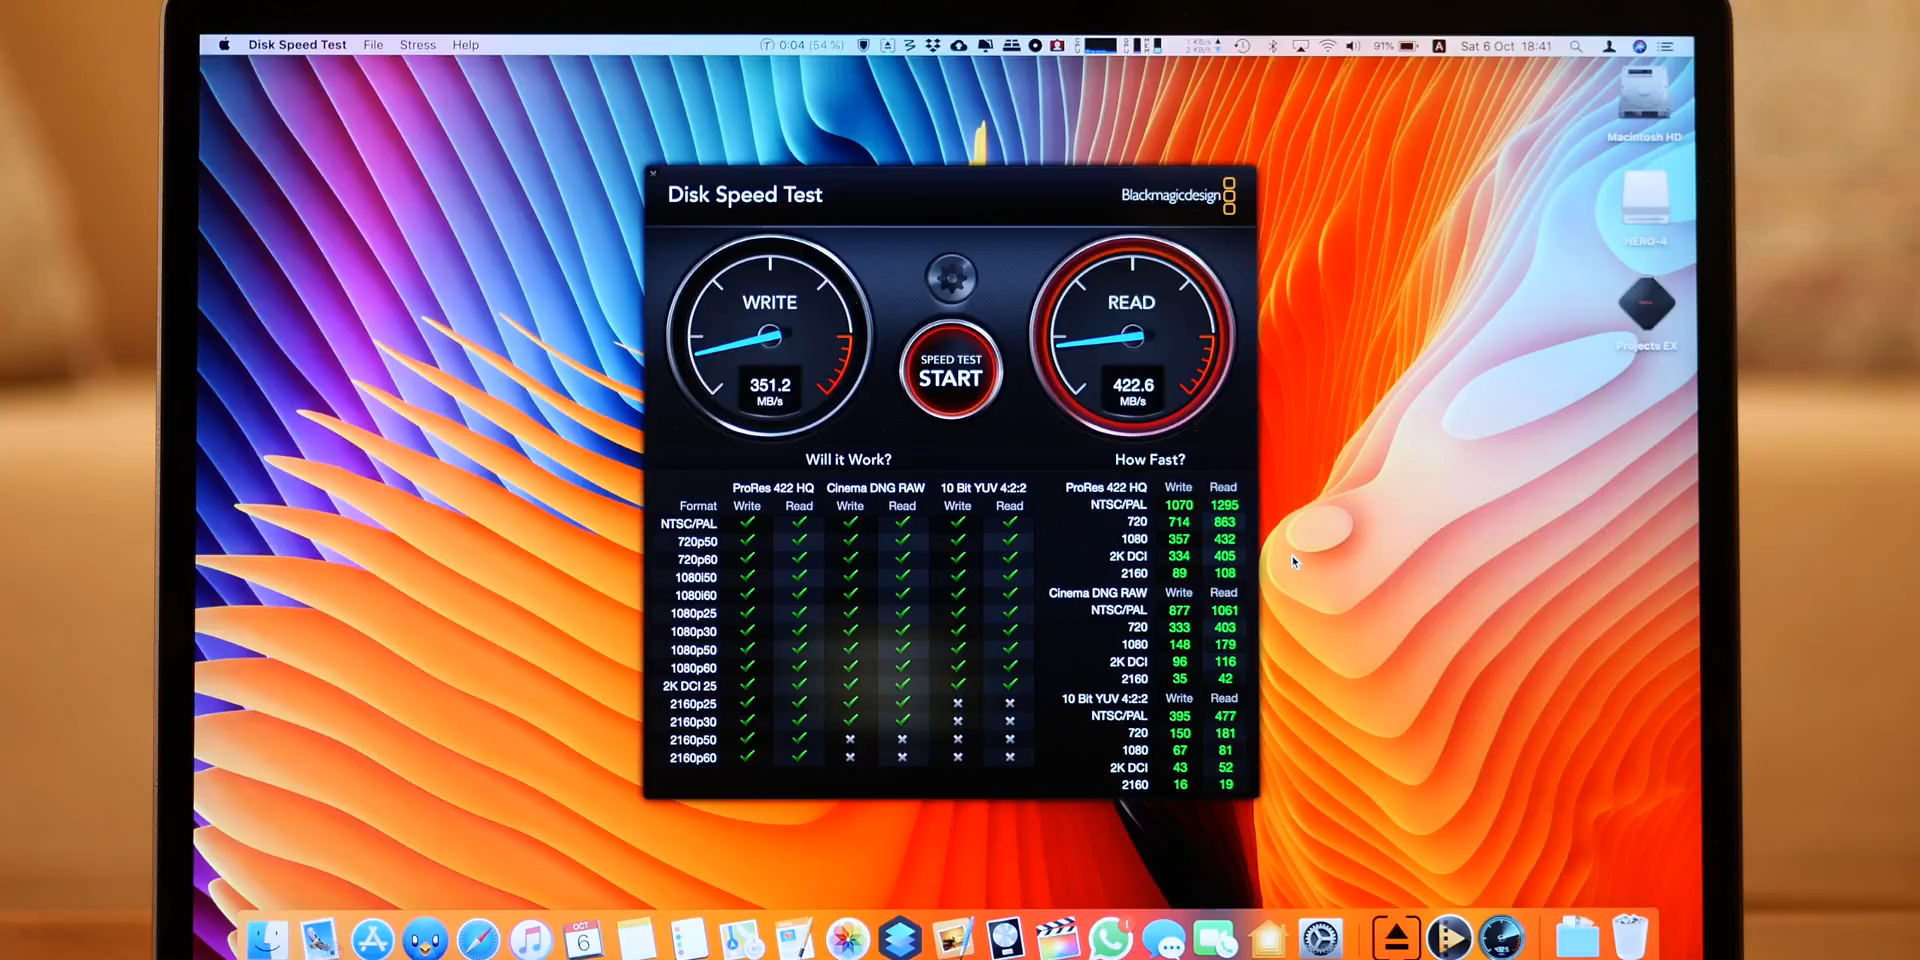 Disk Speed Test File Stress Help 0:04 (54 %) 91% A Sat 6 Oct 18:41
Macintosh HD
HERO-4
Projects EX
Disk Speed Test
Blackmagicdesign
WRITE
351.2
MB/s
SPEED TEST
START
READ
422.6
MB/s
Will it Work?
ProRes 422 HQ Cinema DNG RAW 10 Bit YUV 4:2:2
Format Write Read Write Read Write Read
NTSC/PAL
720p50
720p60
1080i50
1080i60
1080p25
1080p30
1080p50
1080p60
2K DCI 25
2160p25
2160p30
2160p50
2160p60
How Fast?
ProRes 422 HQ Write Read
NTSC/PAL 1070 1295
720 714 863
1080 357 432
2K DCI 334 405
2160 89 108
Cinema DNG RAW Write Read
NTSC/PAL 877 1061
720 333 403
1080 148 179
2K DCI 96 116
2160 35 42
10 Bit YUV 4:2:2 Write Read
NTSC/PAL 395 477
720 150 181
1080 67 81
2K DCI 43 52
2160 16 19
OCT
6
1